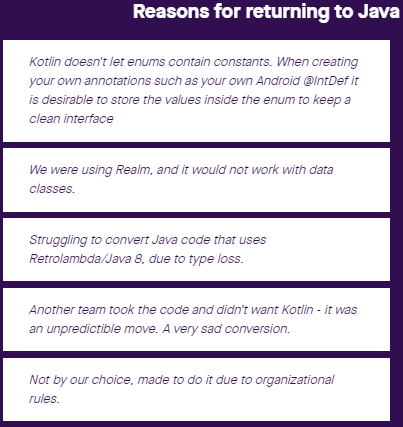 Reasons for returning to Java
Kotlin doesn't let enums contain constants. When creating
your own annotations such as your own Android @IntDef it
is desirable to store the values inside the enum to keep a
clean interface
We were using Realm, and it would not work with data
classes.
Struggling to convert Java code that uses
Retrolambda/Java 8, due to type loss.
Another team took the code and didn't want Kotlin - it was
an unpredictible move. A very sad conversion.
Not by our choice, made to do it due to organizational
rules.